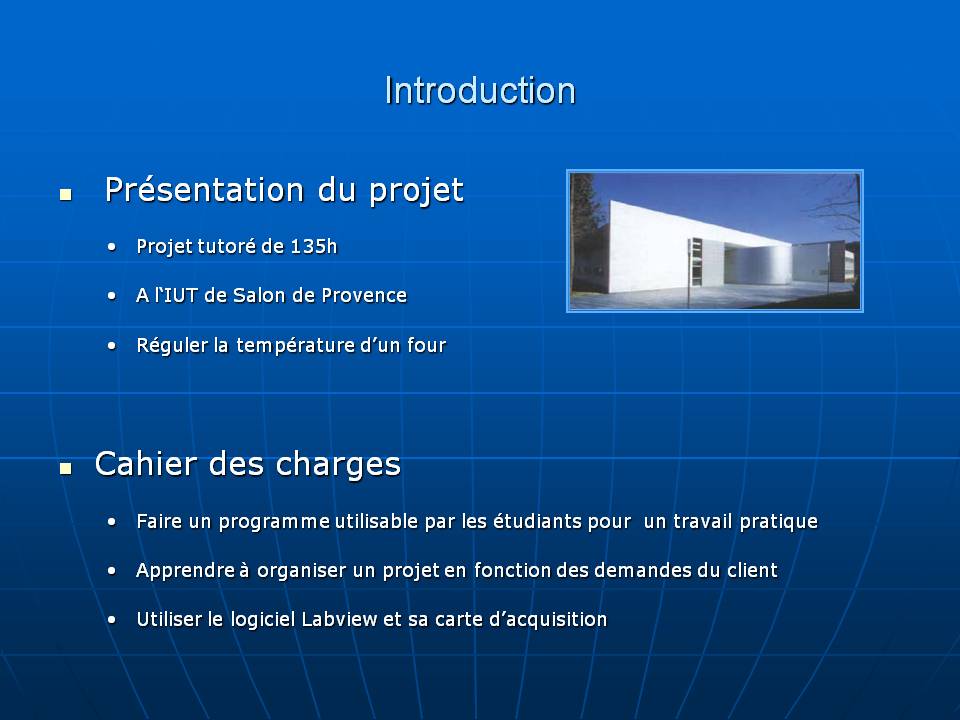 Introduction
Présentation du projet
Projet tutoré de 135h
A l‘IUT de Salon de Provence
Réguler la température d’un four
Cahier des charges
Faire un programme utilisable par les étudiants pour  un travail pratique
Apprendre à organiser un projet en fonction des demandes du client
Utiliser le logiciel Labview et sa carte d’acquisition